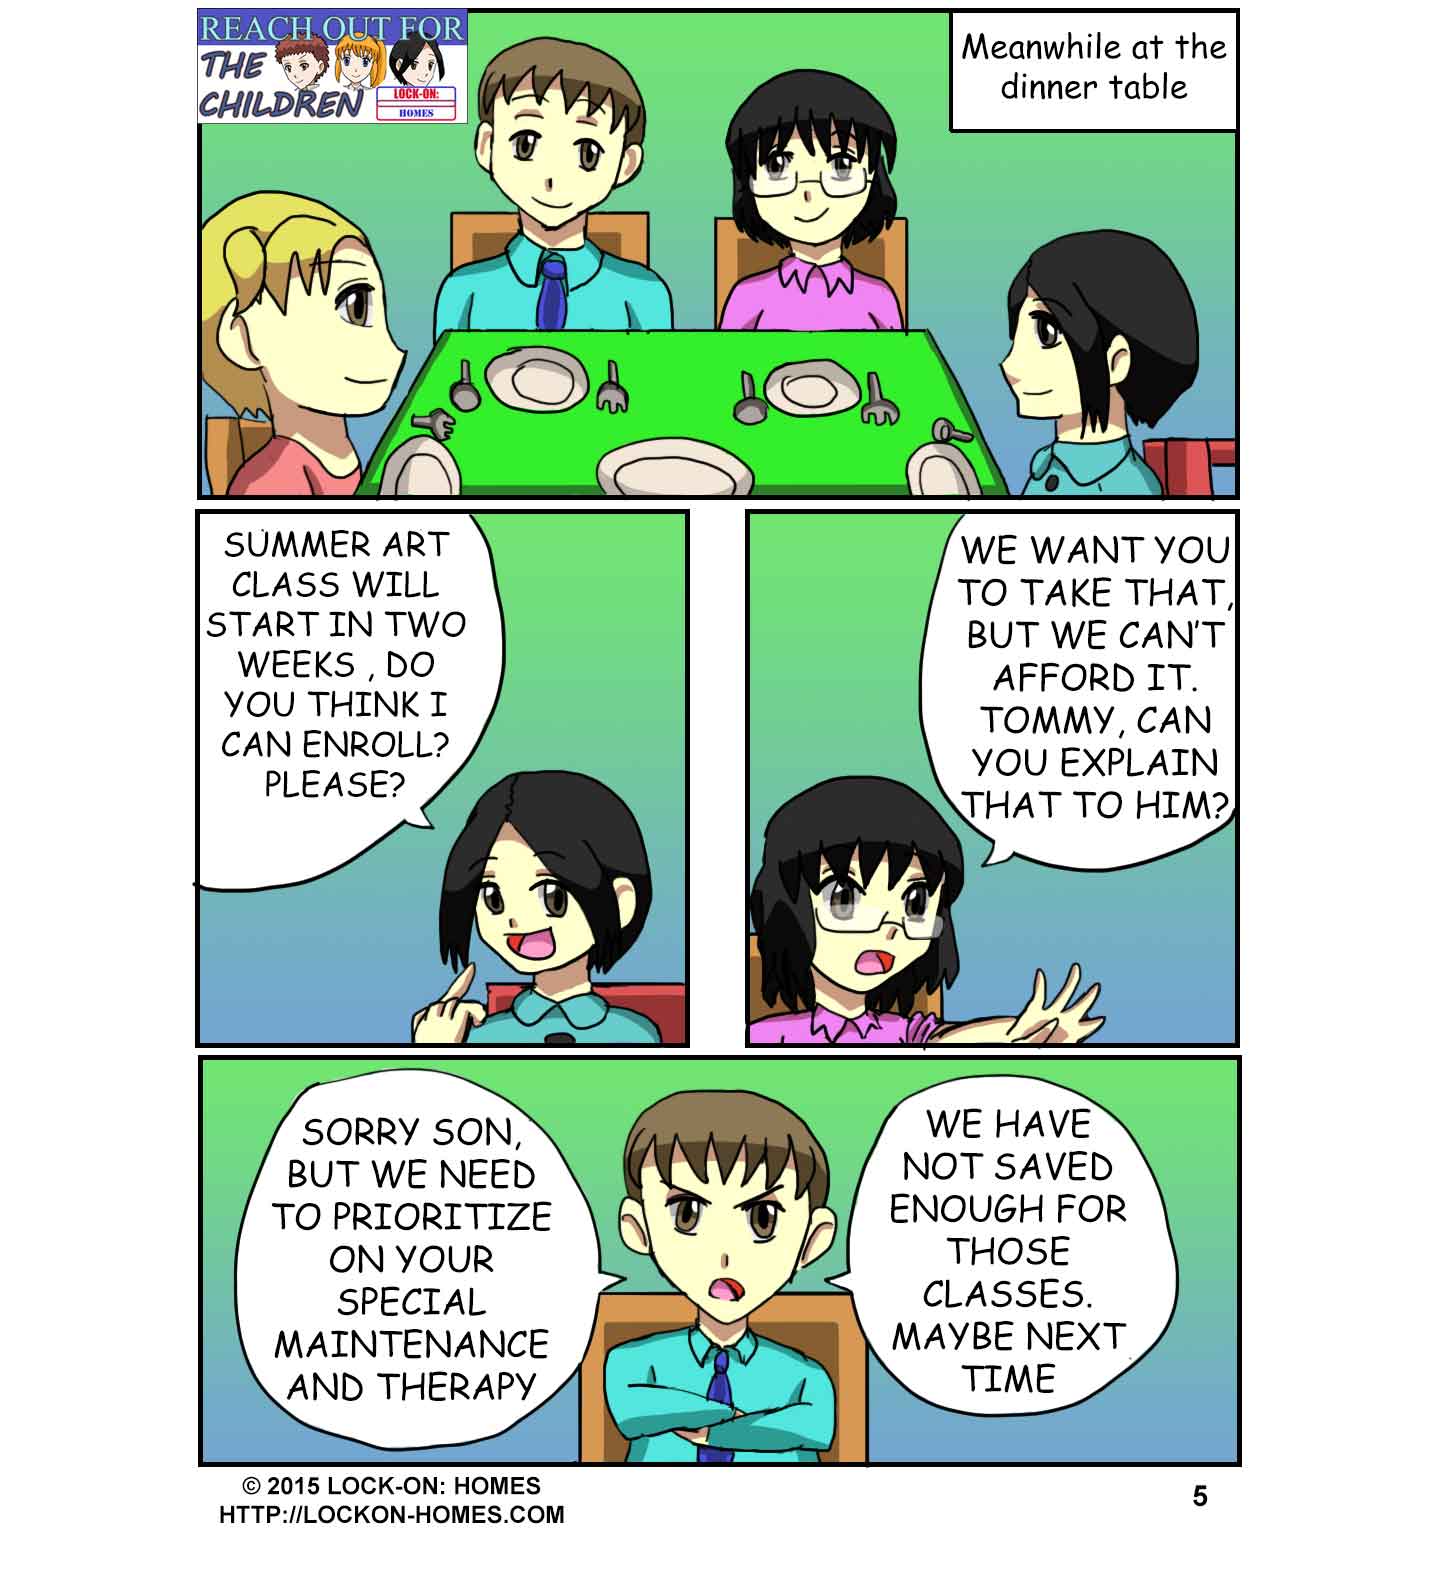 REACH OUT FOR
THE
CHILDREN
LOCK-ON:
HOMES
Meanwhile at the
dinner table
SUMMER ART
CLASS WILL
START IN TWO
WEEKS , DO
YOU THINK I
CAN ENROLL?
PLEASE?
WE WANT YOU
TO TAKE THAT,
BUT WE CAN'T
AFFORD IT.
TOMMY, CAN
YOU EXPLAIN
THAT TO HIM?
SORRY SON,
BUT WE NEED
TO PRIORITIZE
ON YOUR
SPECIAL
MAINTENANCE
AND THERAPY
WE HAVE
NOT SAVED
ENOUGH FOR
THOSE
CLASSES.
MAYBE NEXT
TIME
© 2015 LOCK-ON: HOMES
HTTP://LOCKON-HOMES.COM
5